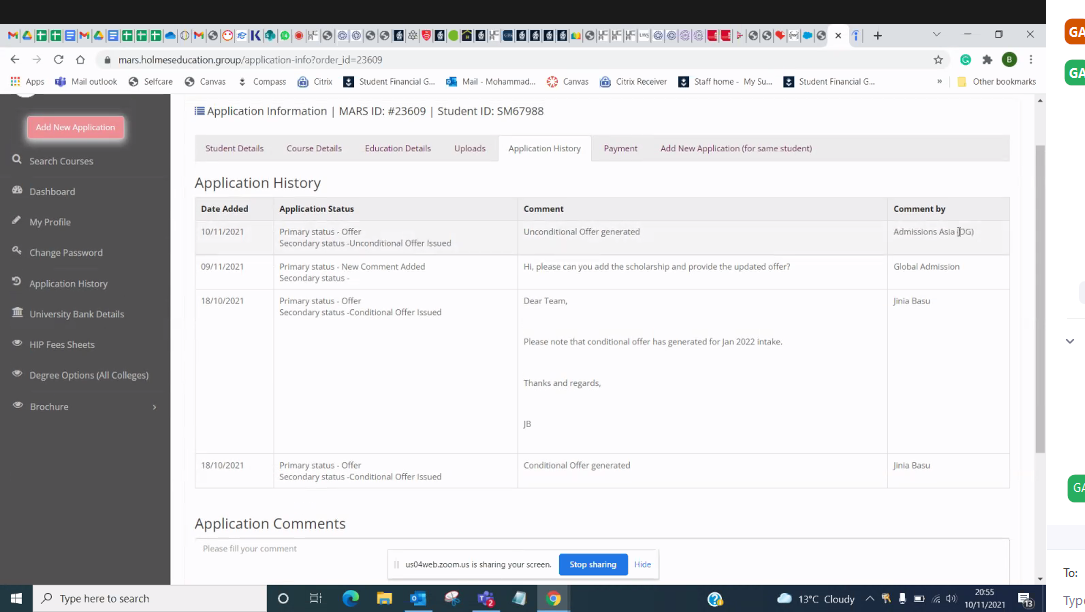 mars.holmeseducation.group/application-info?order_id=23609
B
Apps
Mail outlook
Selfcare
Canvas
Compass
Citrix
Student Financial G...
Mail - Mohammad...
Canvas
Citrix Receiver
Staff home - My Su...
Student Financial G...
»
Other bookmarks
GA
GA
Add New Application
Search Courses
Dashboard
My Profile
Change Password
Application History
University Bank Details
HIP Fees Sheets
Degree Options (All Colleges)
Brochure
Application Information | MARS ID: #23609 | Student ID: SM67988
Student Details
Course Details
Education Details
Uploads
Application History
Payment
Add New Application (for same student)
Application History
Date Added
Application Status
Comment
Comment by
10/11/2021
Primary status - Offer
Secondary status -Unconditional Offer Issued
Unconditional Offer generated
Admissions Asia
09/11/2021
Primary status - New Comment Added
Secondary status -
Hi, please can you add the scholarship and provide the updated offer?
Global Admission
18/10/2021
Primary status - Offer
Secondary status -Conditional Offer Issued
Dear Team,
Please note that conditional offer has generated for Jan 2022 intake.
Thanks and regards,
JB
Jinia Basu
18/10/2021
Primary status - Offer
Secondary status -Conditional Offer Issued
Conditional Offer generated
Jinia Basu
Application Comments
Please fill your comment
us04web.zoom.us is sharing your screen.
Stop sharing
Hide
GA
To:
Type
Type here to search
13°C Cloudy
20:55
10/11/2021
13